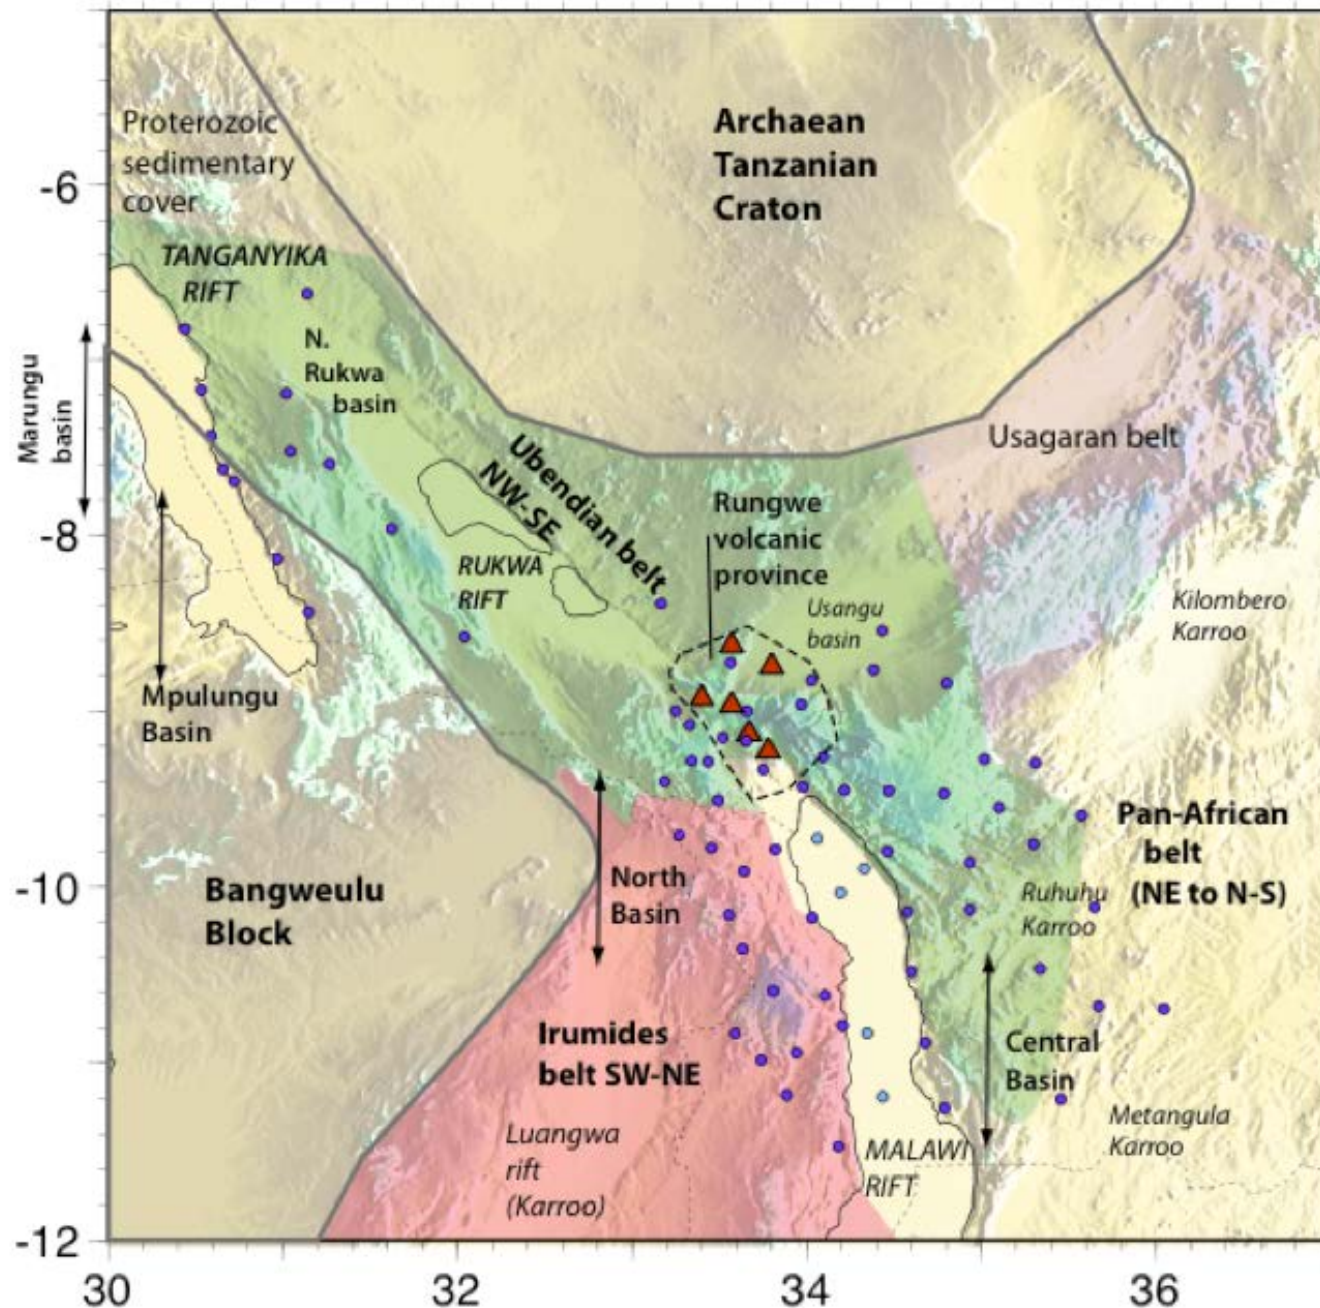 Proterozoic
sedimentary
cover
Archaean
Tanzanian
Craton
-6
TANGANYIKA
RIFT
N.
Rukwa
basin
Marungu
basin
Usagaran belt
Ubendian belt
NW-SE
Rungwe
volcanic
province
-8
RUKWA
RIFT
Usangu
basin
Kilombero
Karroo
Mpulungu
Basin
Pan-African
belt
(NE to N-S)
-10
Bangweulu
Block
North
Basin
Ruhuhu
Karroo
Irumides
belt SW-NE
Central
Basin
Luangwa
rift
(Karroo)
MALAWI
RIFT
Metangula
Karroo
-12
30
32
34
36